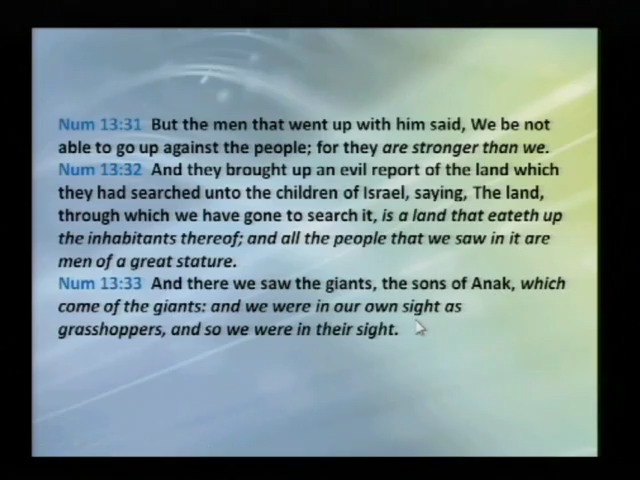 Num 13:31 But the men that went up with him said, We be not
able to go up against the people; for they are stronger than we.
Num 13:32 And they brought up an evil report of the land which
they had searched unto the children of Israel, saying, The land,
through which we have gone to search it, is a land that eateth up
the inhabitants thereof; and all the people that we saw in it are
men of a great stature.
Num 13:33 And there we saw the giants, the sons of Anak, which
come of the giants: and we were in our own sight as
grasshoppers, and so we were in their sight.